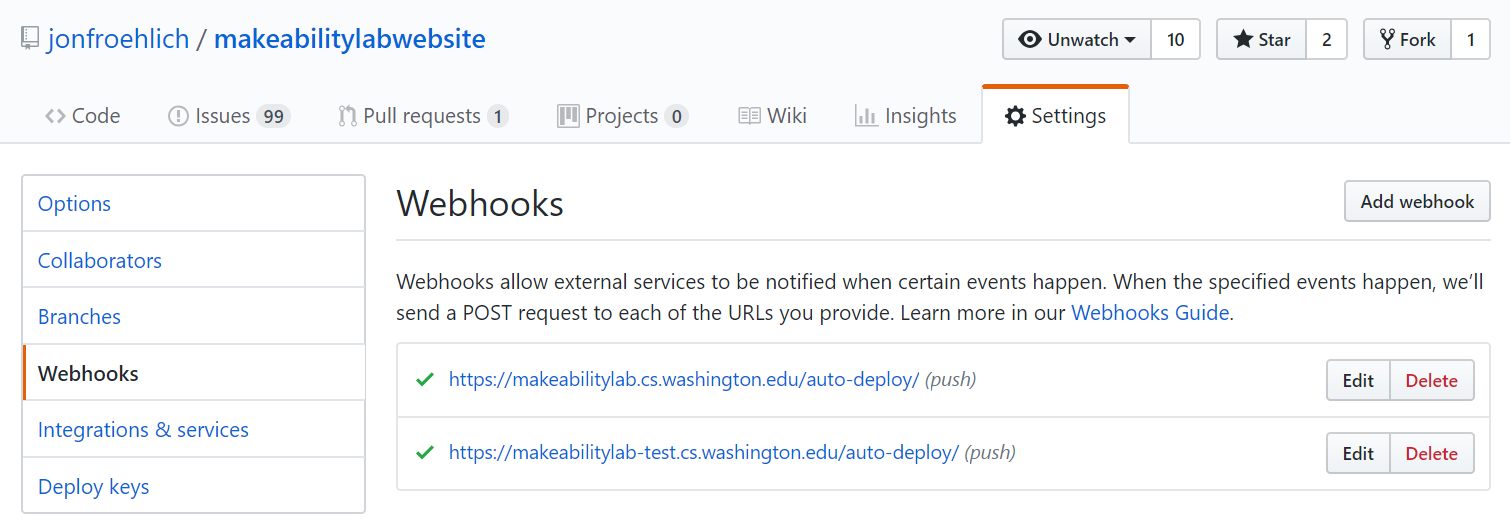 jonfroehlich / makeabilitylabwebsite
Unwatch 10 Star 2 Fork 1
Code Issues 99 Pull requests 1 Projects 0 Wiki Insights Settings
Options
Collaborators
Branches
Webhooks
Integrations & services
Deploy keys
Webhooks
Add webhook
Webhooks allow external services to be notified when certain events happen. When the specified events happen, we’ll
send a POST request to each of the URLs you provide. Learn more in our Webhooks Guide.
https://makeabilitylab.cs.washington.edu/auto-deploy/ (push) Edit Delete
https://makeabilitylab-test.cs.washington.edu/auto-deploy/ (push) Edit Delete